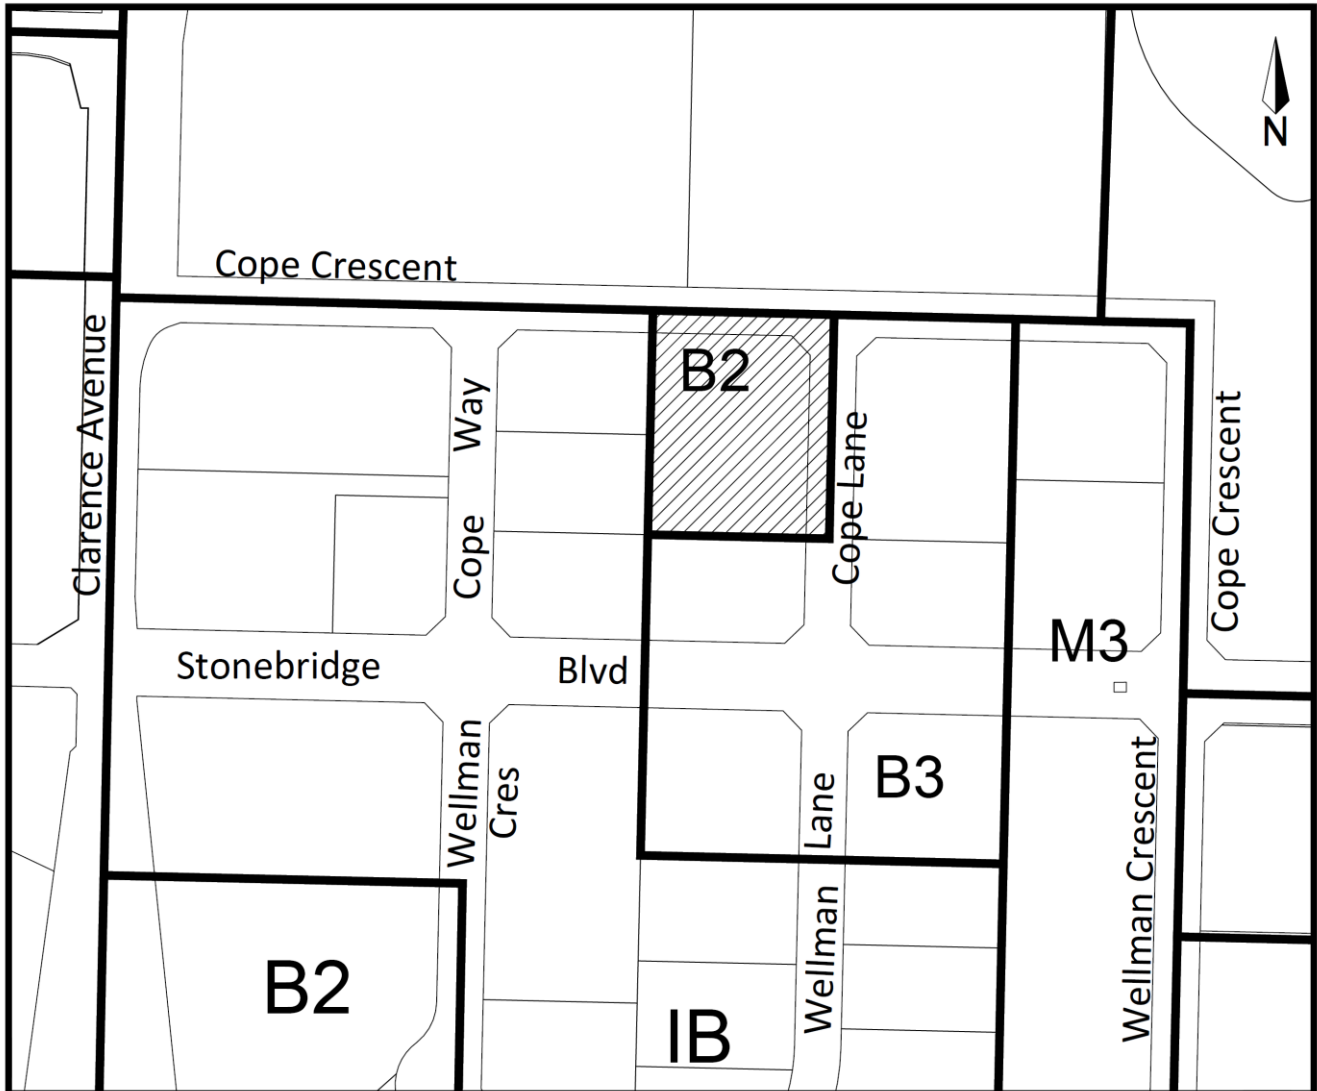 N
Cope Crescent
Clarence Avenue
Cope Way
B2
Cope Lane
Cope Crescent
M3
Stonebridge Blvd
Wellman
Cres
B3
Wellman Lane
Wellman Crescent
B2
IB